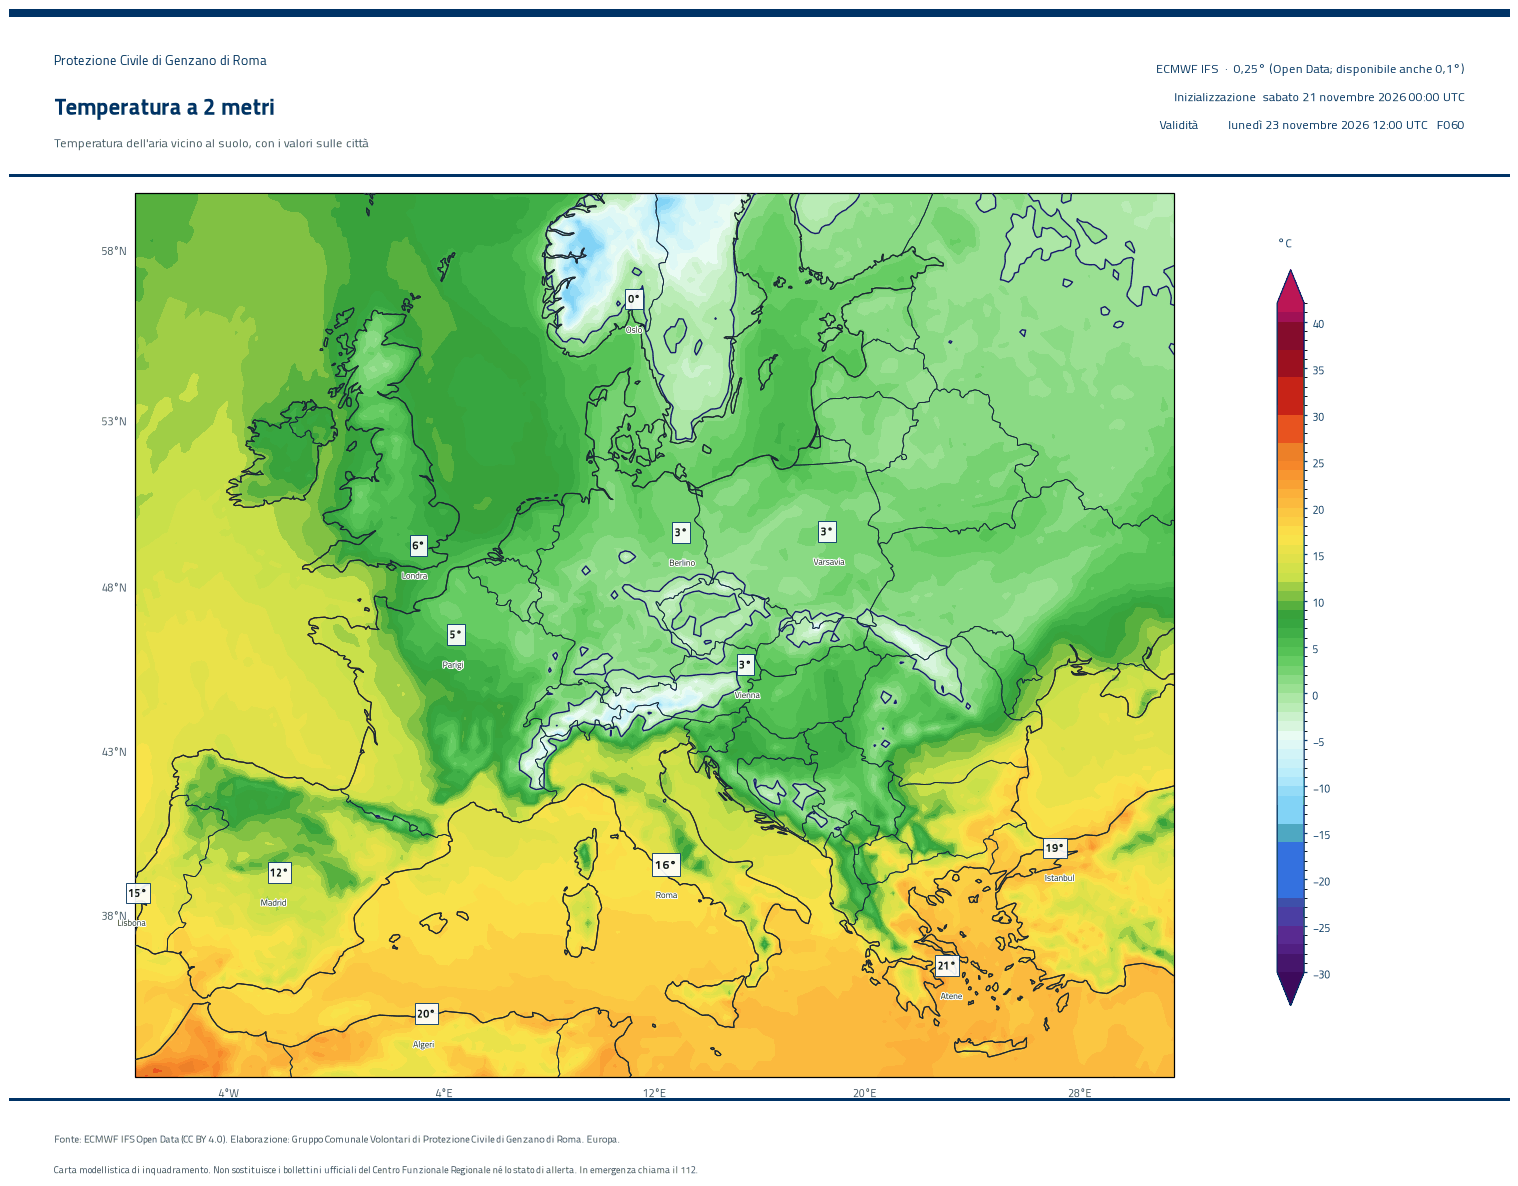 Protezione Civile di Genzano di Roma
Temperatura a 2 metri
Temperatura dell'aria vicino al suolo, con i valori sulle città
ECMWF IFS · 0,25° (Open Data; disponibile anche 0,1°)
Inizializzazione sabato 21 novembre 2026 00:00 UTC
Validità lunedì 23 novembre 2026 12:00 UTC F060
58°N
53°N
48°N
43°N
38°N
0°
Oslo
6°
Londra
3°
Berlino
3°
Varsavia
5°
Parigi
3°
Vienna
12°
Madrid
15°
Lisbona
16°
Roma
19°
Istanbul
21°
Atene
20°
Algeri
4°W
4°E
12°E
20°E
28°E
°C
40
35
30
25
20
15
10
5
0
−5
−10
−15
−20
−25
−30
Fonte: ECMWF IFS Open Data (CC BY 4.0). Elaborazione: Gruppo Comunale Volontari di Protezione Civile di Genzano di Roma. Europa.
Carta modellistica di inquadramento. Non sostituisce i bollettini ufficiali del Centro Funzionale Regionale né lo stato di allerta. In emergenza chiama il 112.